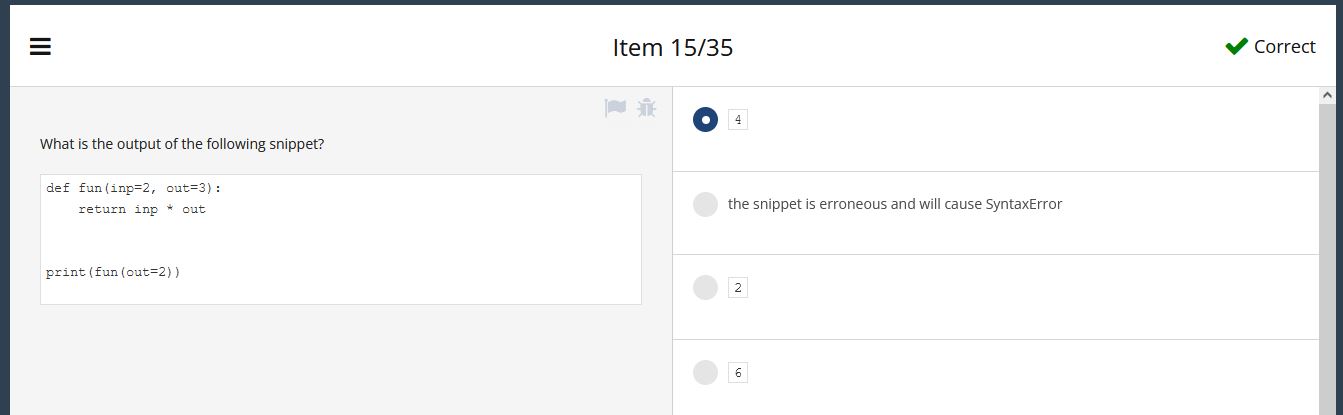 Item 15/35
Correct
What is the output of the following snippet?
def fun(inp=2, out=3):
    return inp * out
print(fun(out=2))
4
the snippet is erroneous and will cause SyntaxError
2
6